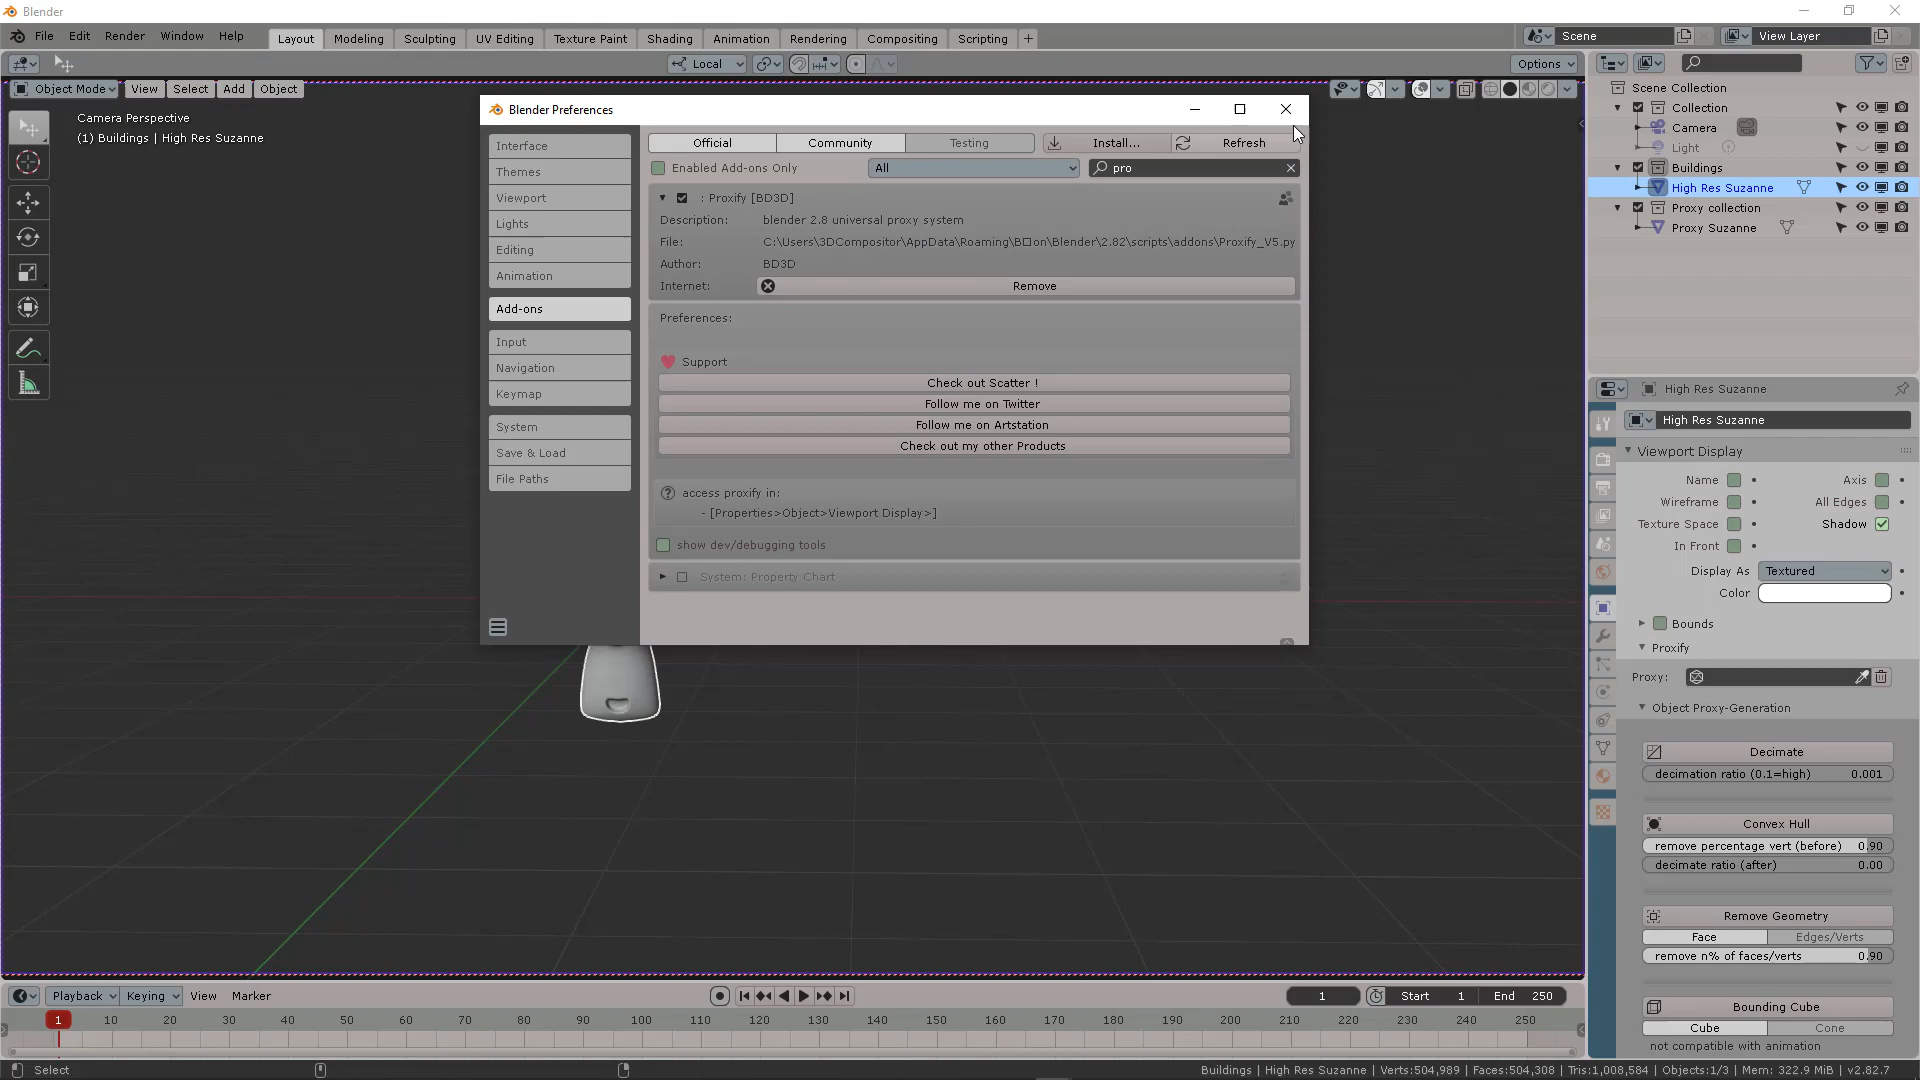 Blender
File Edit Render Window Help Layout Modeling Sculpting UV Editing Texture Paint Shading Animation Rendering Compositing Scripting +
Scene View Layer
Local Options
Object Mode View Select Add Object
Camera Perspective
(1) Buildings | High Res Suzanne
Blender Preferences
Interface
Themes
Viewport
Lights
Editing
Animation
Add-ons
Input
Navigation
Keymap
System
Save & Load
File Paths
Official Community Testing Install... Refresh
Enabled Add-ons Only All pro
: Proxify [BD3D]
Description: blender 2.8 universal proxy system
File: C:\Users\3DCompositor\AppData\Roaming\B□on\Blender\2.82\scripts\addons\Proxify_V5.py
Author: BD3D
Internet: Remove
Preferences:
Support
Check out Scatter !
Follow me on Twitter
Follow me on Artstation
Check out my other Products
access proxify in:
- [Properties>Object>Viewport Display>]
show dev/debugging tools
System: Property Chart
Scene Collection
Collection
Camera
Light
Buildings
High Res Suzanne
Proxy collection
Proxy Suzanne
High Res Suzanne
High Res Suzanne
Viewport Display
Name Axis
Wireframe All Edges
Texture Space Shadow
In Front
Display As Textured
Color
Bounds
Proxify
Proxy:
Object Proxy-Generation
Decimate
decimation ratio (0.1=high) 0.001
Convex Hull
remove percentage vert (before) 0.90
decimate ratio (after) 0.00
Remove Geometry
Face Edges/Verts
remove n% of faces/verts 0.90
Bounding Cube
Cube Cone
not compatible with animation
Playback Keying View Marker 1 Start 1 End 250
1 10 20 30 40 50 60 70 80 90 100 110 120 130 140 150 160 170 180 190 200 210 220 230 240 250
Select
Buildings | High Res Suzanne | Verts:504,989 | Faces:504,308 | Tris:1,008,584 | Objects:1/3 | Mem: 322.9 MiB | v2.82.7